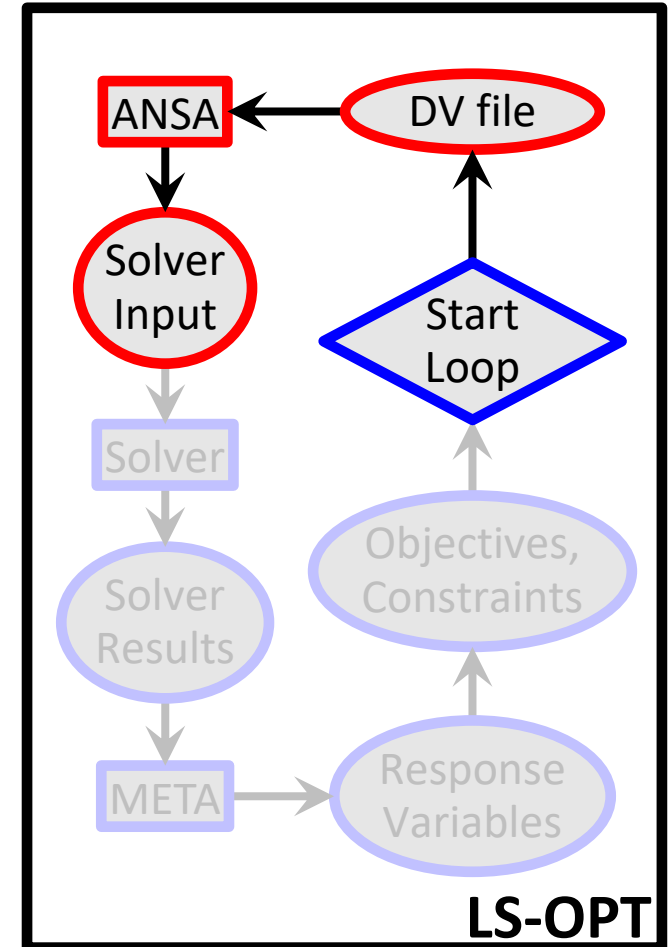 ANSA
DV file
Solver
Input
Start
Loop
Solver
Objectives,
Constraints
Solver
Results
META
Response
Variables
LS-OPT